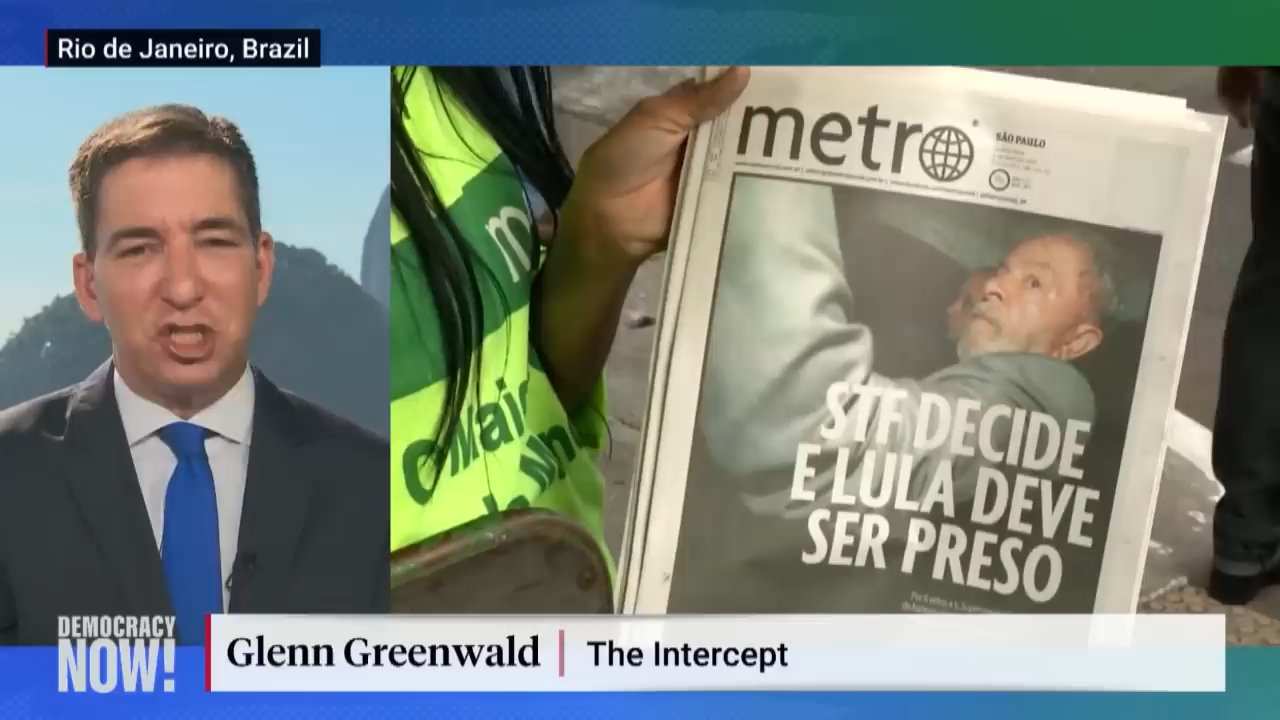 Rio de Janeiro, Brazil
metro
SÃO PAULO
m
O Mais
STF DECIDE
E LULA DEVE
SER PRESO
DEMOCRACY
NOW!
Glenn Greenwald
The Intercept